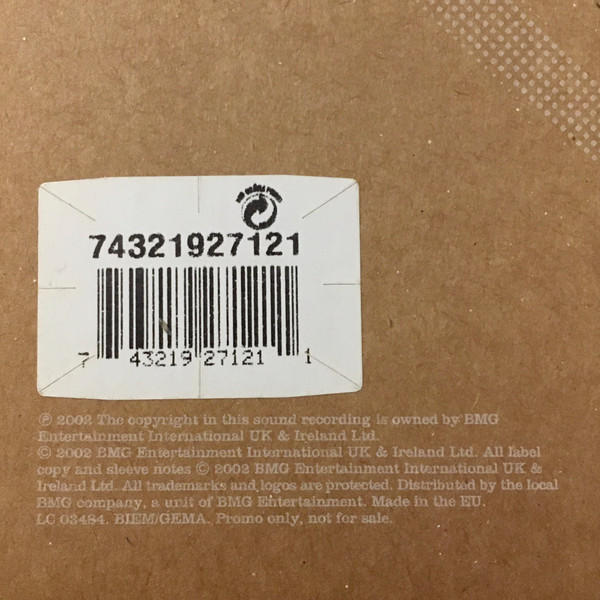 DER GRÜNE PUNKT
74321927121
7 43219 27121 1
℗ 2002 The copyright in this sound recording is owned by BMG
Entertainment International UK & Ireland Ltd.
© 2002 BMG Entertainment International UK & Ireland Ltd. All label
copy and sleeve notes © 2002 BMG Entertainment International UK &
Ireland Ltd. All trademarks and logos are protected. Distributed by the local
BMG company, a unit of BMG Entertainment. Made in the EU.
LC 03484. BIEM/GEMA. Promo only, not for sale.